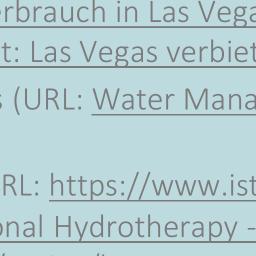 erbrauch in Las Vega
t: Las Vegas verbiet
s (URL: Water Mana
RL: https://www.ist
onal Hydrotherapy -